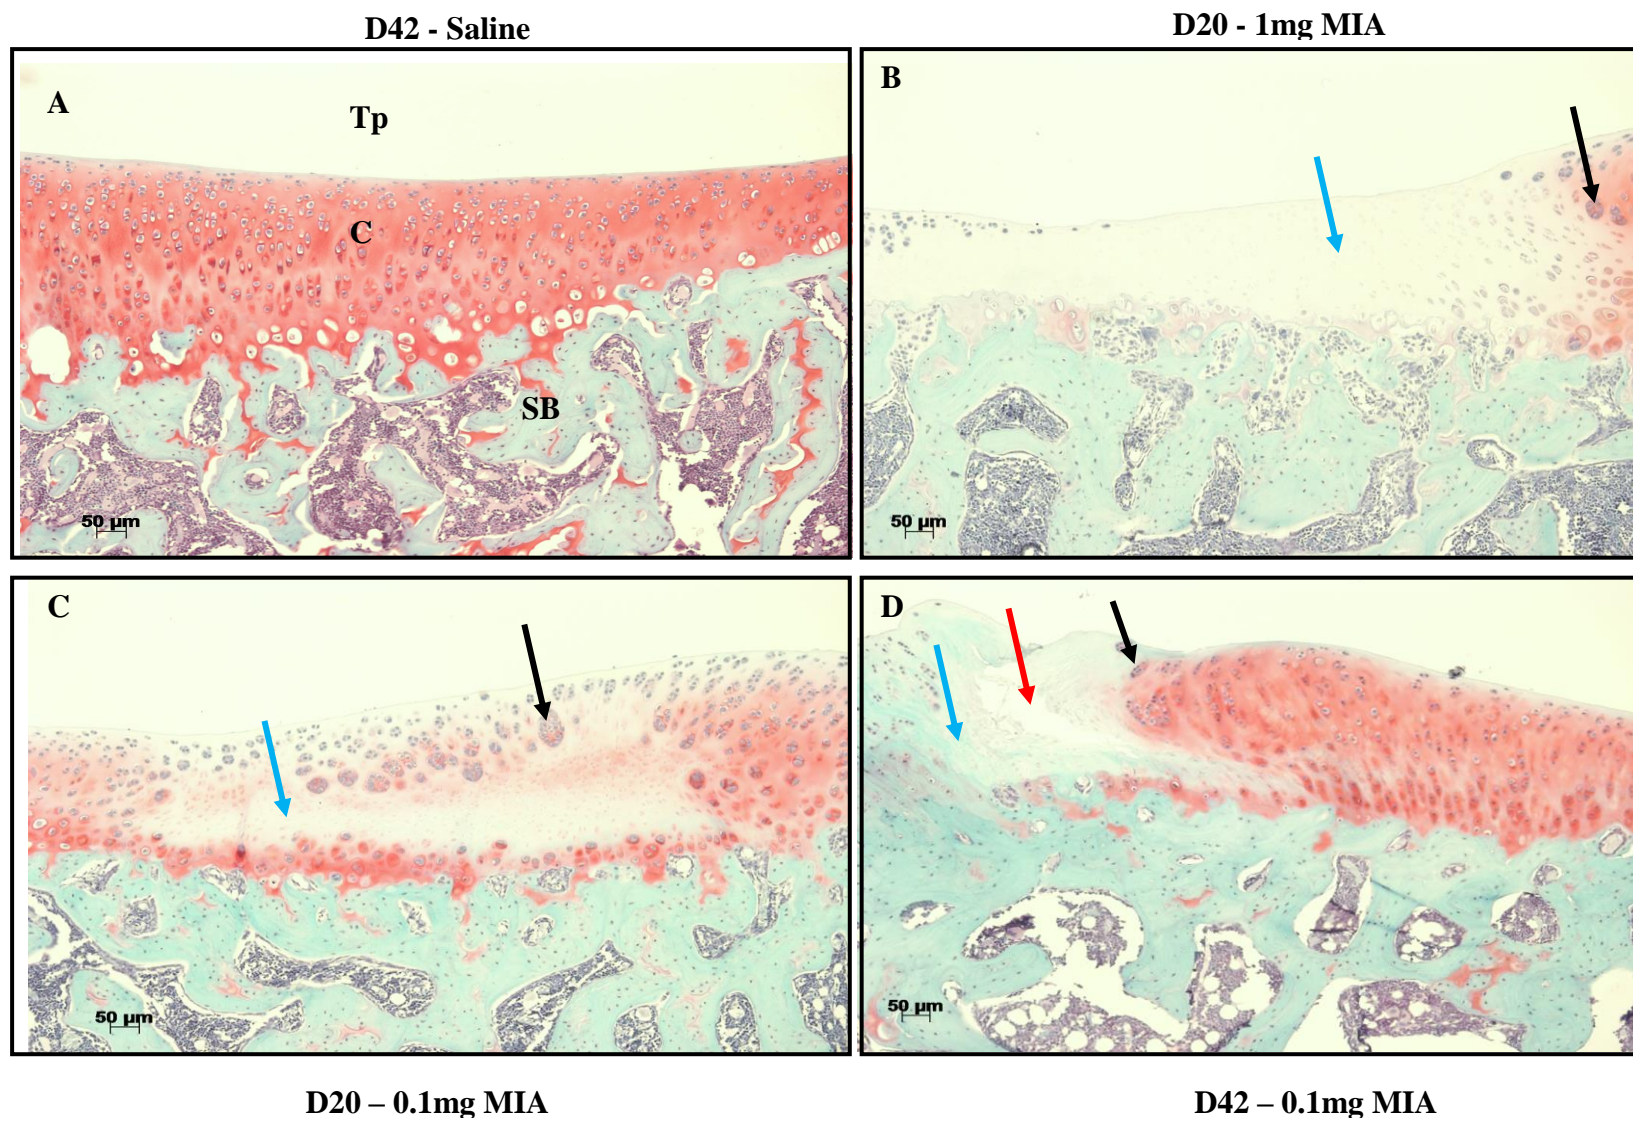 D42 - Saline
D20 - 1mg MIA
A
Tp
C
SB
50 µm
B
50 µm
C
50 µm
D
50 µm
D20 – 0.1mg MIA
D42 – 0.1mg MIA